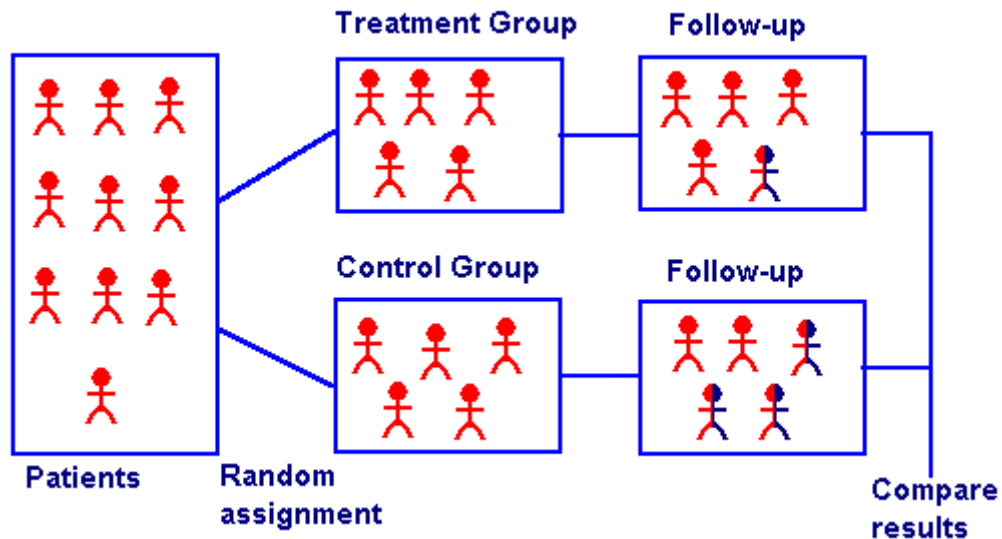 Treatment Group
Follow-up
Control Group
Follow-up
Patients
Random
assignment
Compare
results